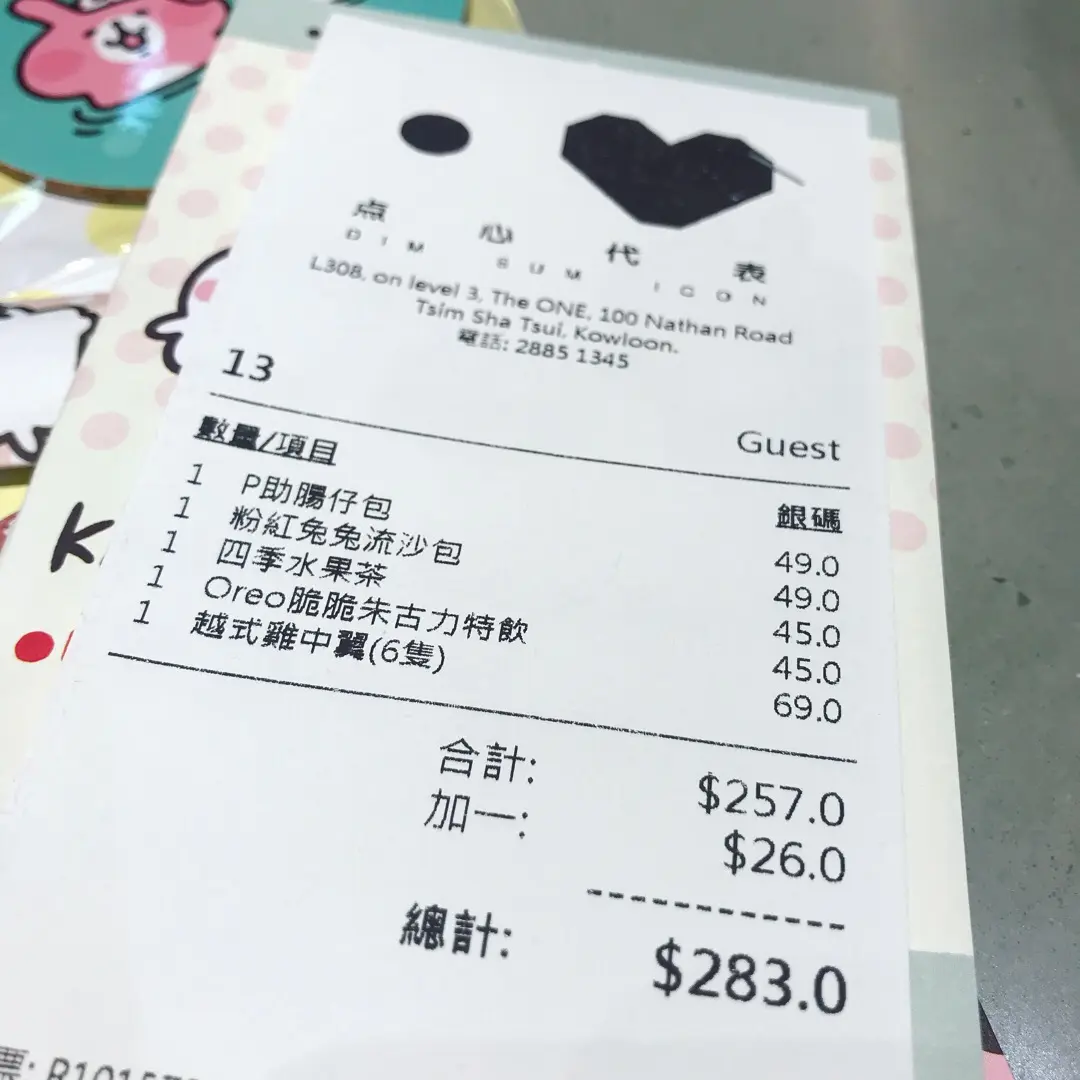 点心代表
DIM SUM ICON
L308, on level 3, The ONE, 100 Nathan Road
Tsim Sha Tsui, Kowloon.
電話: 2885 1345
13
Guest
數量/項目 銀碼
1 P助腸仔包 49.0
1 粉紅兔兔流沙包 49.0
1 四季水果茶 45.0
1 Oreo脆脆朱古力特飲 45.0
1 越式雞中翼(6隻) 69.0
合計: $257.0
加一: $26.0
總計: $283.0